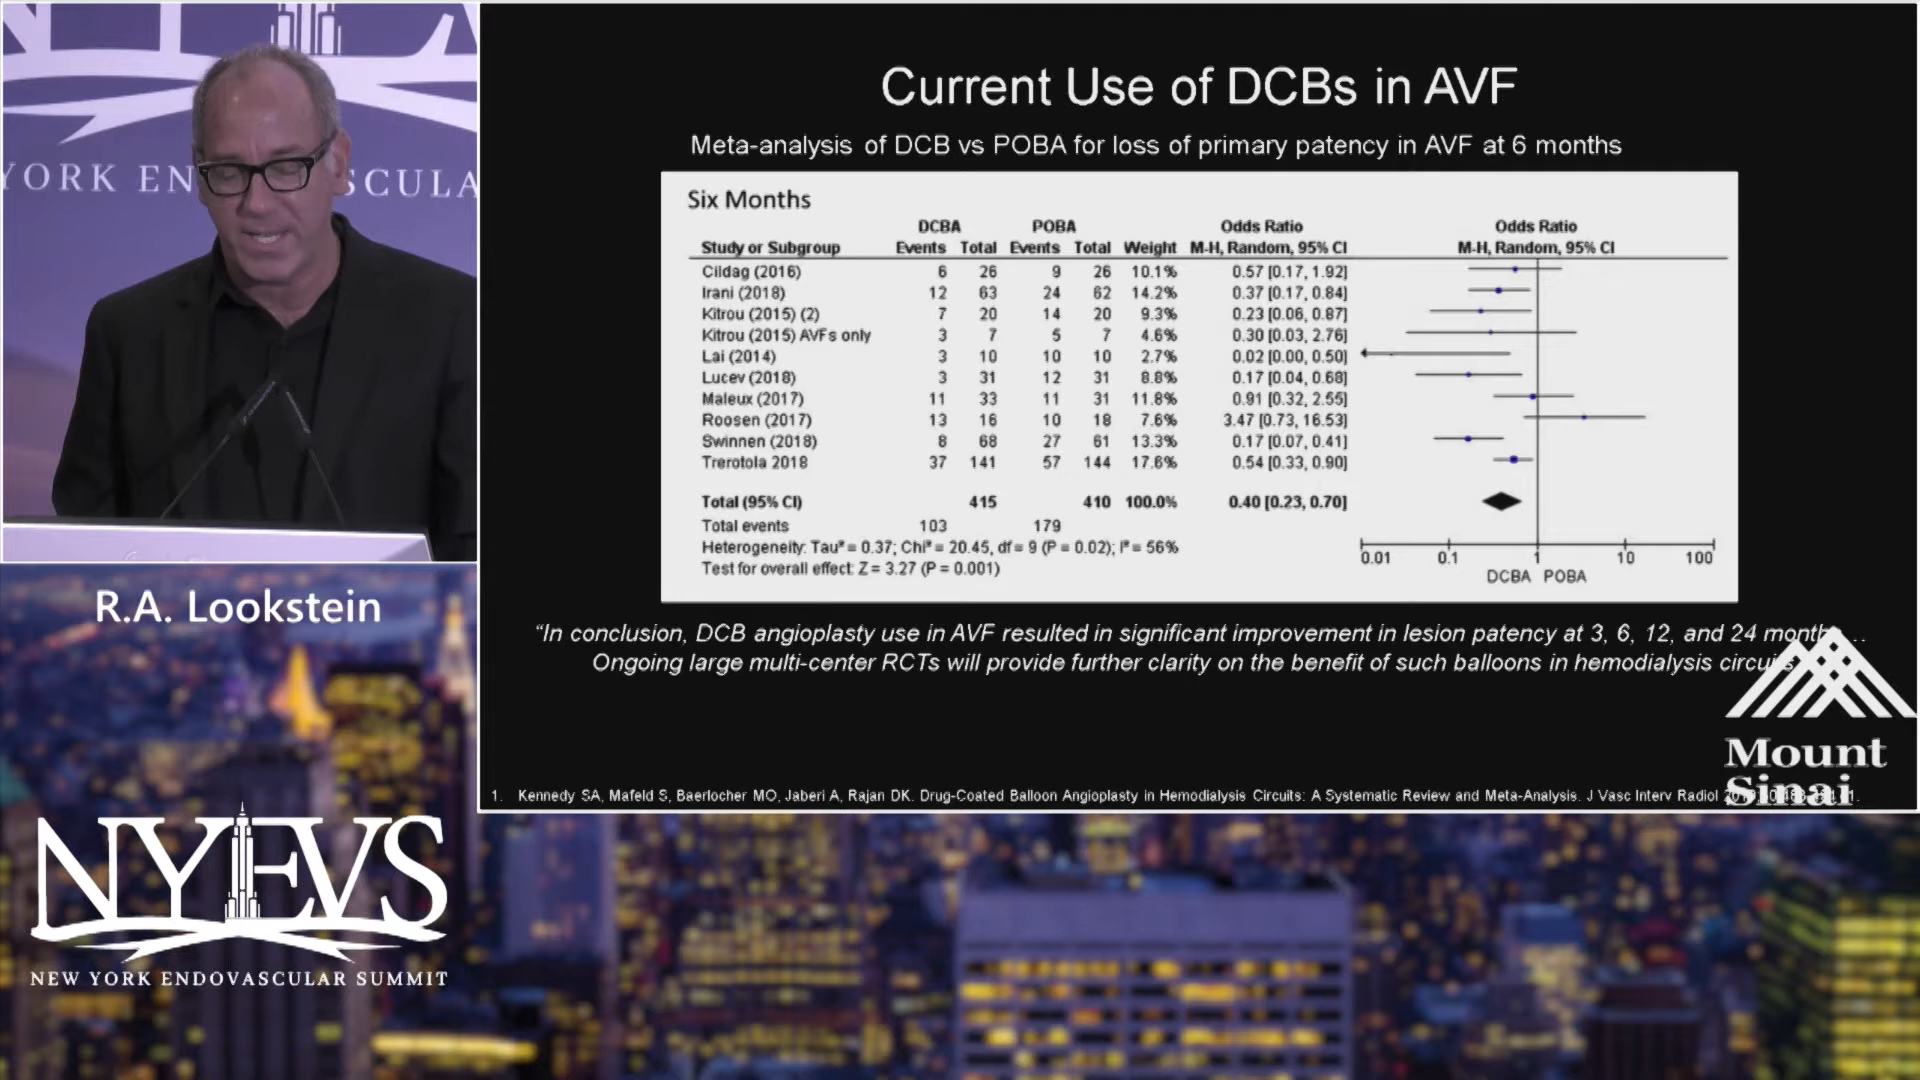 YORK EN SCULA
R.A. Lookstein
NYEVS
NEW YORK ENDOVASCULAR SUMMIT
Current Use of DCBs in AVF
Meta-analysis of DCB vs POBA for loss of primary patency in AVF at 6 months
Six Months
DCBA POBA Odds Ratio Odds Ratio
Study or Subgroup Events Total Events Total Weight M-H, Random, 95% CI M-H, Random, 95% CI
Cildag (2016) 6 26 9 26 10.1% 0.57 [0.17, 1.92]
Irani (2018) 12 63 24 62 14.2% 0.37 [0.17, 0.84]
Kitrou (2015) (2) 7 20 14 20 9.3% 0.23 [0.06, 0.87]
Kitrou (2015) AVFs only 3 7 5 7 4.6% 0.30 [0.03, 2.76]
Lai (2014) 3 10 10 10 2.7% 0.02 [0.00, 0.50]
Lucev (2018) 3 31 12 31 8.8% 0.17 [0.04, 0.68]
Maleux (2017) 11 33 11 31 11.8% 0.91 [0.32, 2.55]
Roosen (2017) 13 16 10 18 7.6% 3.47 [0.73, 16.53]
Swinnen (2018) 8 68 27 61 13.3% 0.17 [0.07, 0.41]
Trerotola 2018 37 141 57 144 17.6% 0.54 [0.33, 0.90]
Total (95% CI) 415 410 100.0% 0.40 [0.23, 0.70]
Total events 103 179
Heterogeneity: Tau² = 0.37; Chi² = 20.45, df = 9 (P = 0.02); I² = 56%
Test for overall effect: Z = 3.27 (P = 0.001)
0.01 0.1 1 10 100
DCBA POBA
“In conclusion, DCB angioplasty use in AVF resulted in significant improvement in lesion patency at 3, 6, 12, and 24 month…
Ongoing large multi-center RCTs will provide further clarity on the benefit of such balloons in hemodialysis circuits
Mount
Sinai
1. Kennedy SA, Mafeld S, Baerlocher MO, Jaberi A, Rajan DK. Drug-Coated Balloon Angioplasty in Hemodialysis Circuits: A Systematic Review and Meta-Analysis. J Vasc Interv Radiol